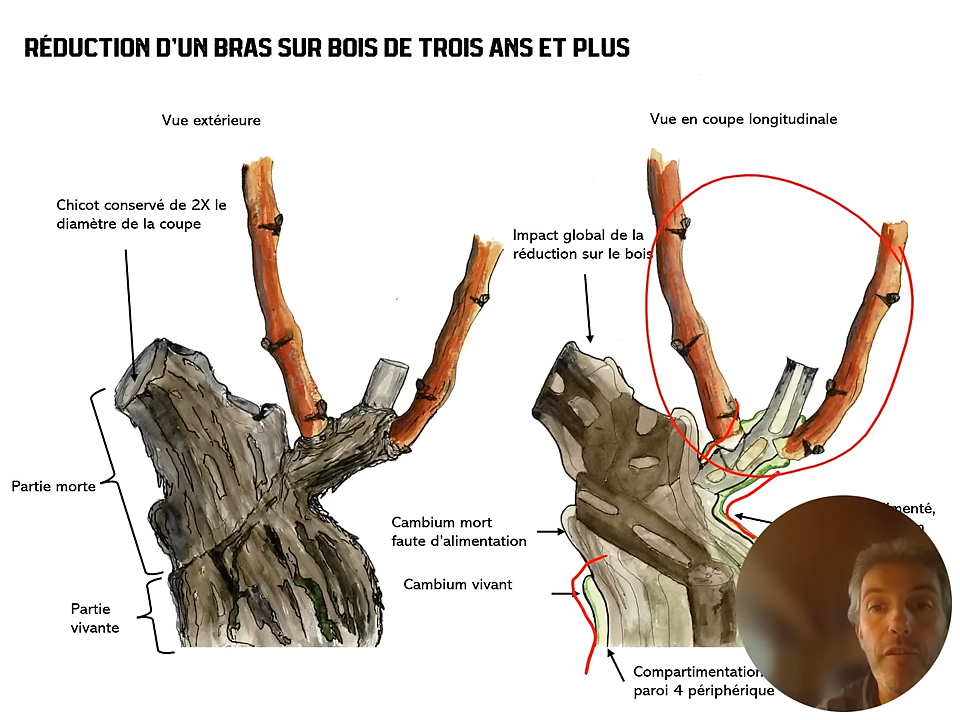 RÉDUCTION D'UN BRAS SUR BOIS DE TROIS ANS ET PLUS
Vue extérieure
Vue en coupe longitudinale
Chicot conservé de 2X le
diamètre de la coupe
Impact global de la
réduction sur le bois
Partie morte
Cambium mort
faute d'alimentation
Cambium vivant
Partie
vivante
Compartimentation
paroi 4 périphérique